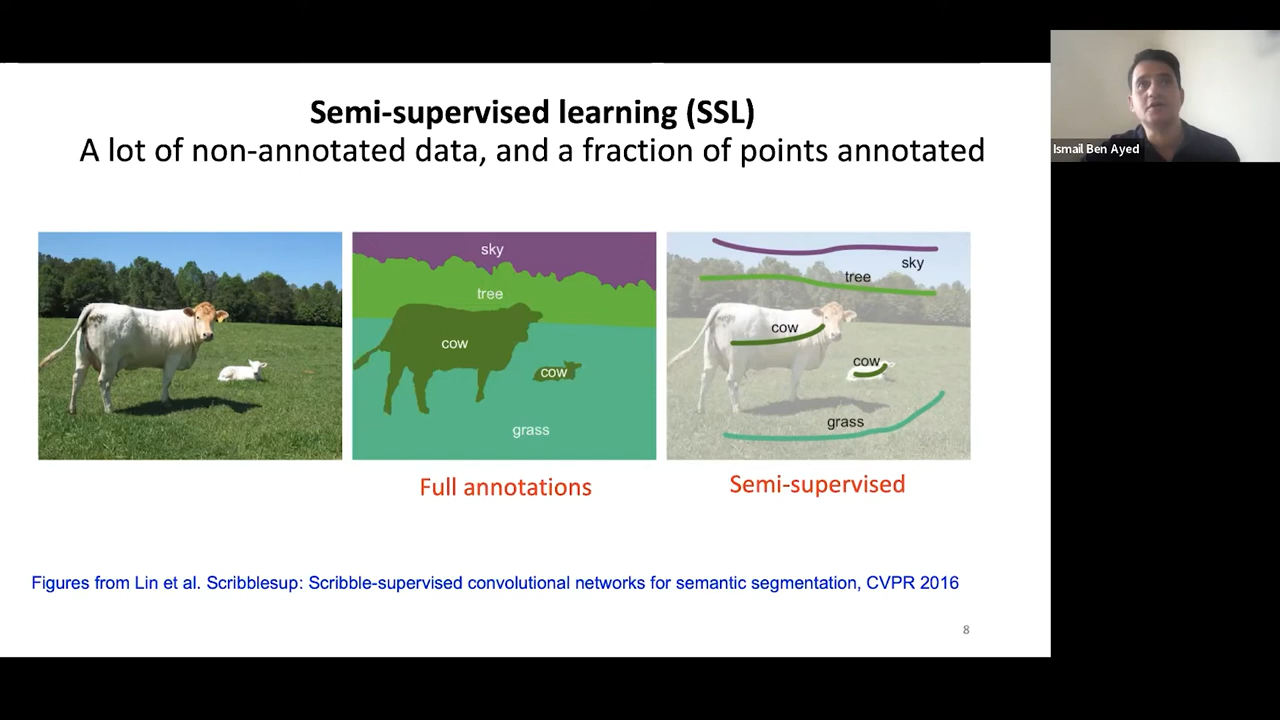 Semi-supervised learning (SSL)
A lot of non-annotated data, and a fraction of points annotated
Ismail Ben Ayed
sky
tree
cow
cow
grass
sky
tree
cow
cow
grass
Full annotations
Semi-supervised
Figures from Lin et al. Scribblesup: Scribble-supervised convolutional networks for semantic segmentation, CVPR 2016
8